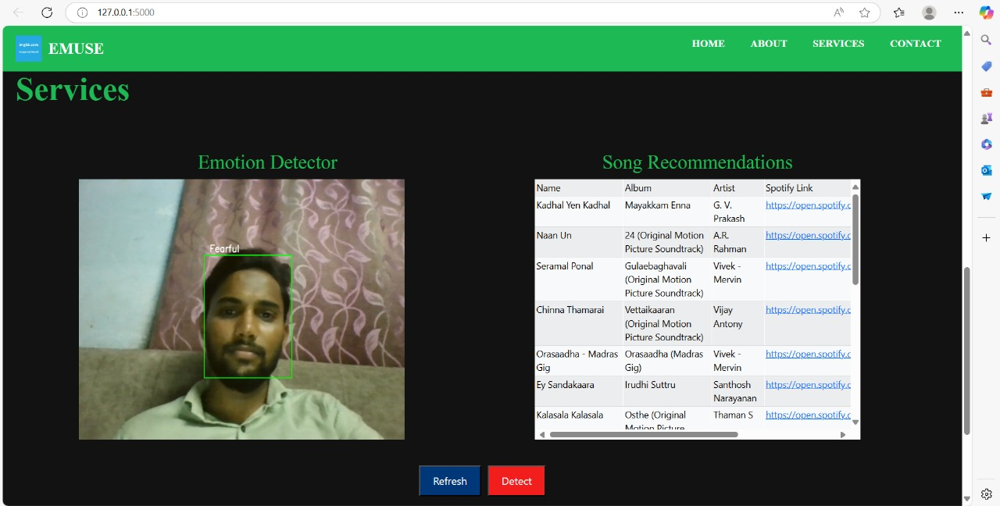 127.0.0.1:5000
EMUSE
HOME ABOUT SERVICES CONTACT
Services
Emotion Detector
Fearful
Song Recommendations
Name Album Artist Spotify Link
Kadhal Yen Kadhal Mayakkam Enna G. V. https://open.spotify.c
Prakash
Naan Un 24 (Original Motion A.R. https://open.spotify.c
Picture Soundtrack) Rahman
Seramal Ponal Gulaebaghavali Vivek - https://open.spotify.c
(Original Motion Mervin
Picture Soundtrack)
Chinna Thamarai Vettaikaaran Vijay https://open.spotify.c
(Original Motion Antony
Picture Soundtrack)
Orasaadha - Madras Orasaadha (Madras Vivek - https://open.spotify.c
Gig Gig) Mervin
Ey Sandakaara Irudhi Suttru Santhosh https://open.spotify.c
Narayanan
Kalasala Kalasala Osthe (Original Thaman S https://open.spotify.c
Motion Picture
Refresh Detect